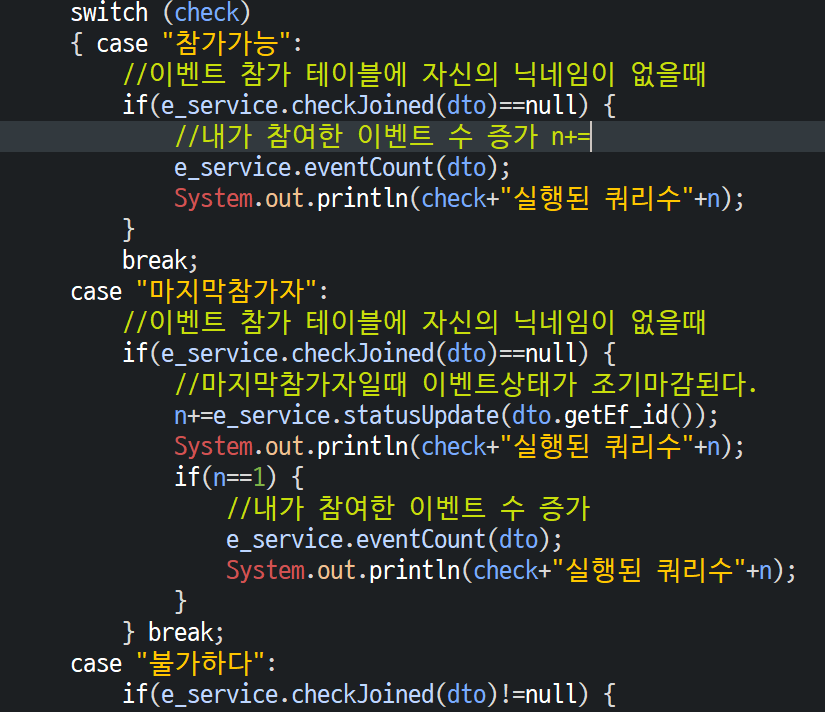 switch (check)
{ case "참가가능":
//이벤트 참가 테이블에 자신의 닉네임이 없을때
if(e_service.checkJoined(dto)==null) {
//내가 참여한 이벤트 수 증가 n+=
e_service.eventCount(dto);
System.out.println(check+"실행된 쿼리수"+n);
}
break;
case "마지막참가자":
//이벤트 참가 테이블에 자신의 닉네임이 없을때
if(e_service.checkJoined(dto)==null) {
//마지막참가자일때 이벤트상태가 조기마감된다.
n+=e_service.statusUpdate(dto.getEf_id());
System.out.println(check+"실행된 쿼리수"+n);
if(n==1) {
//내가 참여한 이벤트 수 증가
e_service.eventCount(dto);
System.out.println(check+"실행된 쿼리수"+n);
}
} break;
case "불가하다":
if(e_service.checkJoined(dto)!=null) {